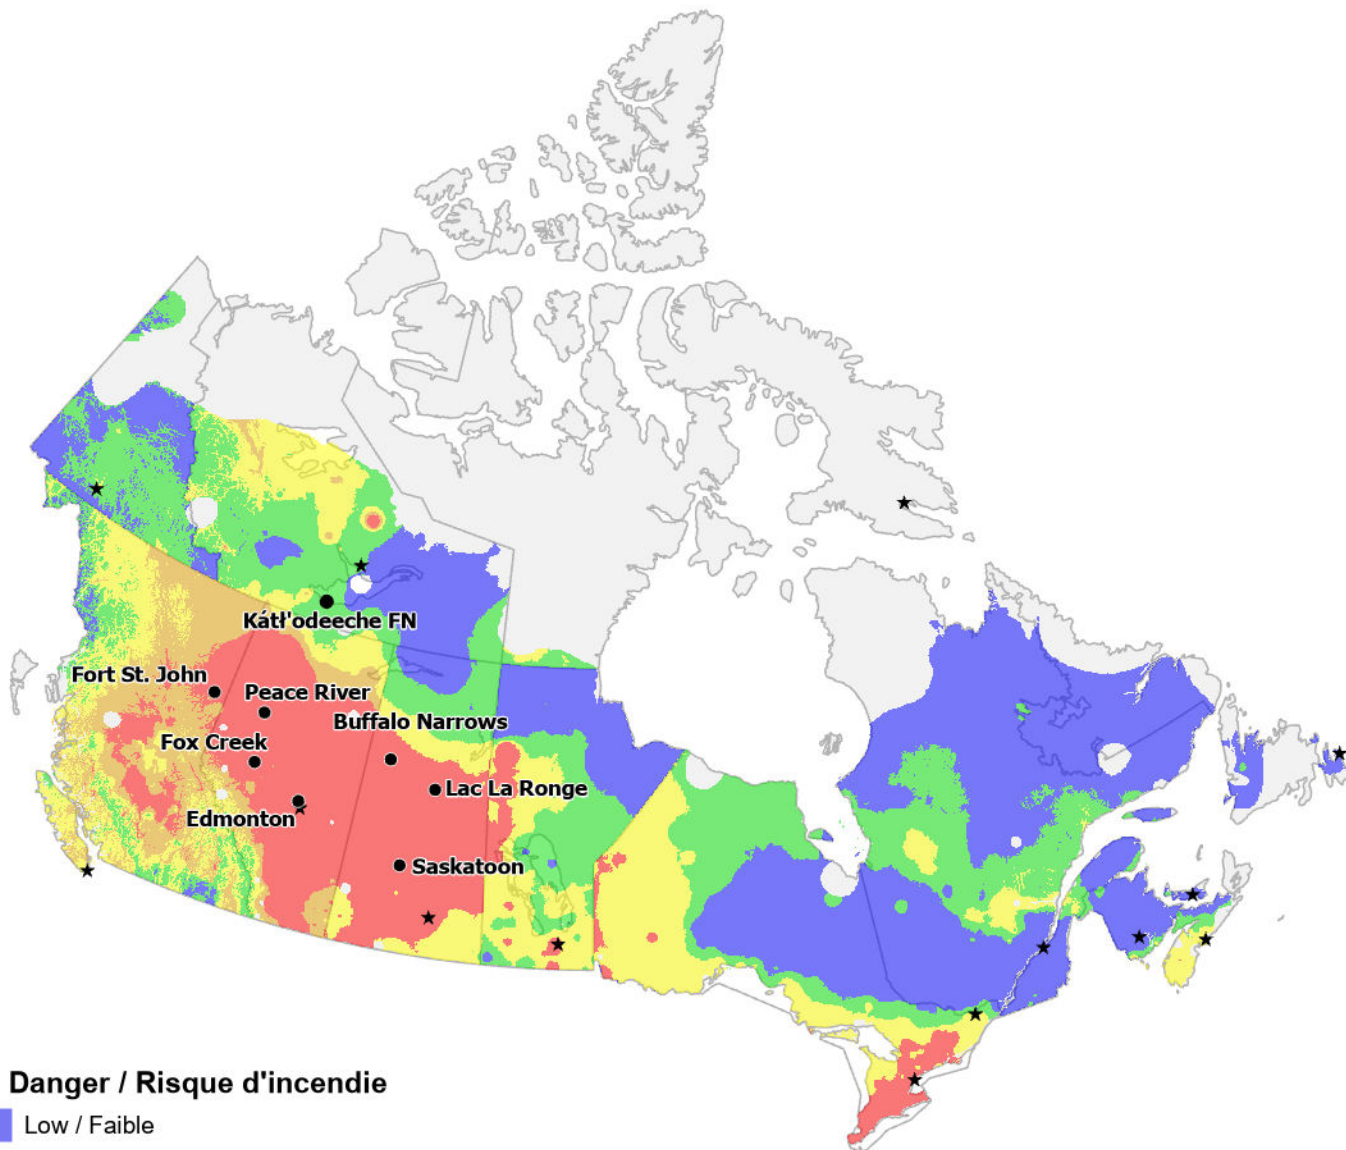 Kátł'odeeche FN
Fort St. John
Peace River
Buffalo Narrows
Fox Creek
Lac La Ronge
Edmonton
Saskatoon
Danger / Risque d'incendie
Low / Faible